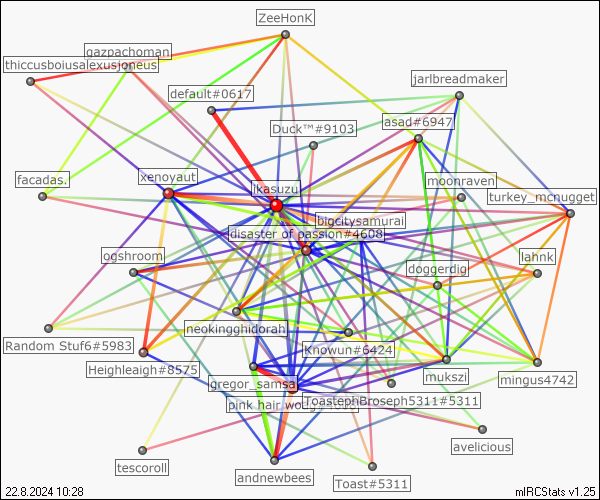 ZeeHonK
gazpachoman
thiccusboiusalexusjoneus
jarlbreadmaker
default#0617
asad#6947
Duck™#9103
xenoyaut
facadas.
moonraven
ikasuzu
turkey_mcnugget
bigcitysamurai
disaster of passion#4608
ogshroom
lahnk
doggerdig
neokingghidorah
Random Stuf6#5983
Knowun#6424
Heighleaigh#8575
mukszi
mingus4742
gregor_samsa
ToastephBroseph5311#5311
pink hair
avelicious
tescoroll
andnewbees
Toast#5311
22.8.2024 10:28
mIRCStats v1.25